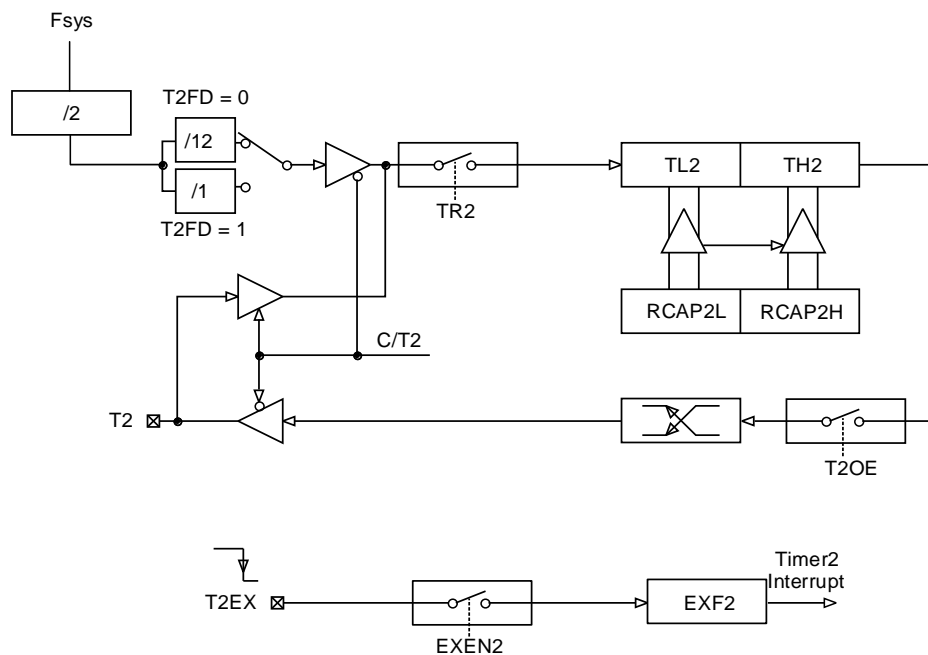 Fsys
/2
T2FD = 0
/12
/1
T2FD = 1
TR2
TL2 TH2
RCAP2L RCAP2H
C/T2
T2
T2OE
T2EX
EXEN2
EXF2
Timer2
Interrupt